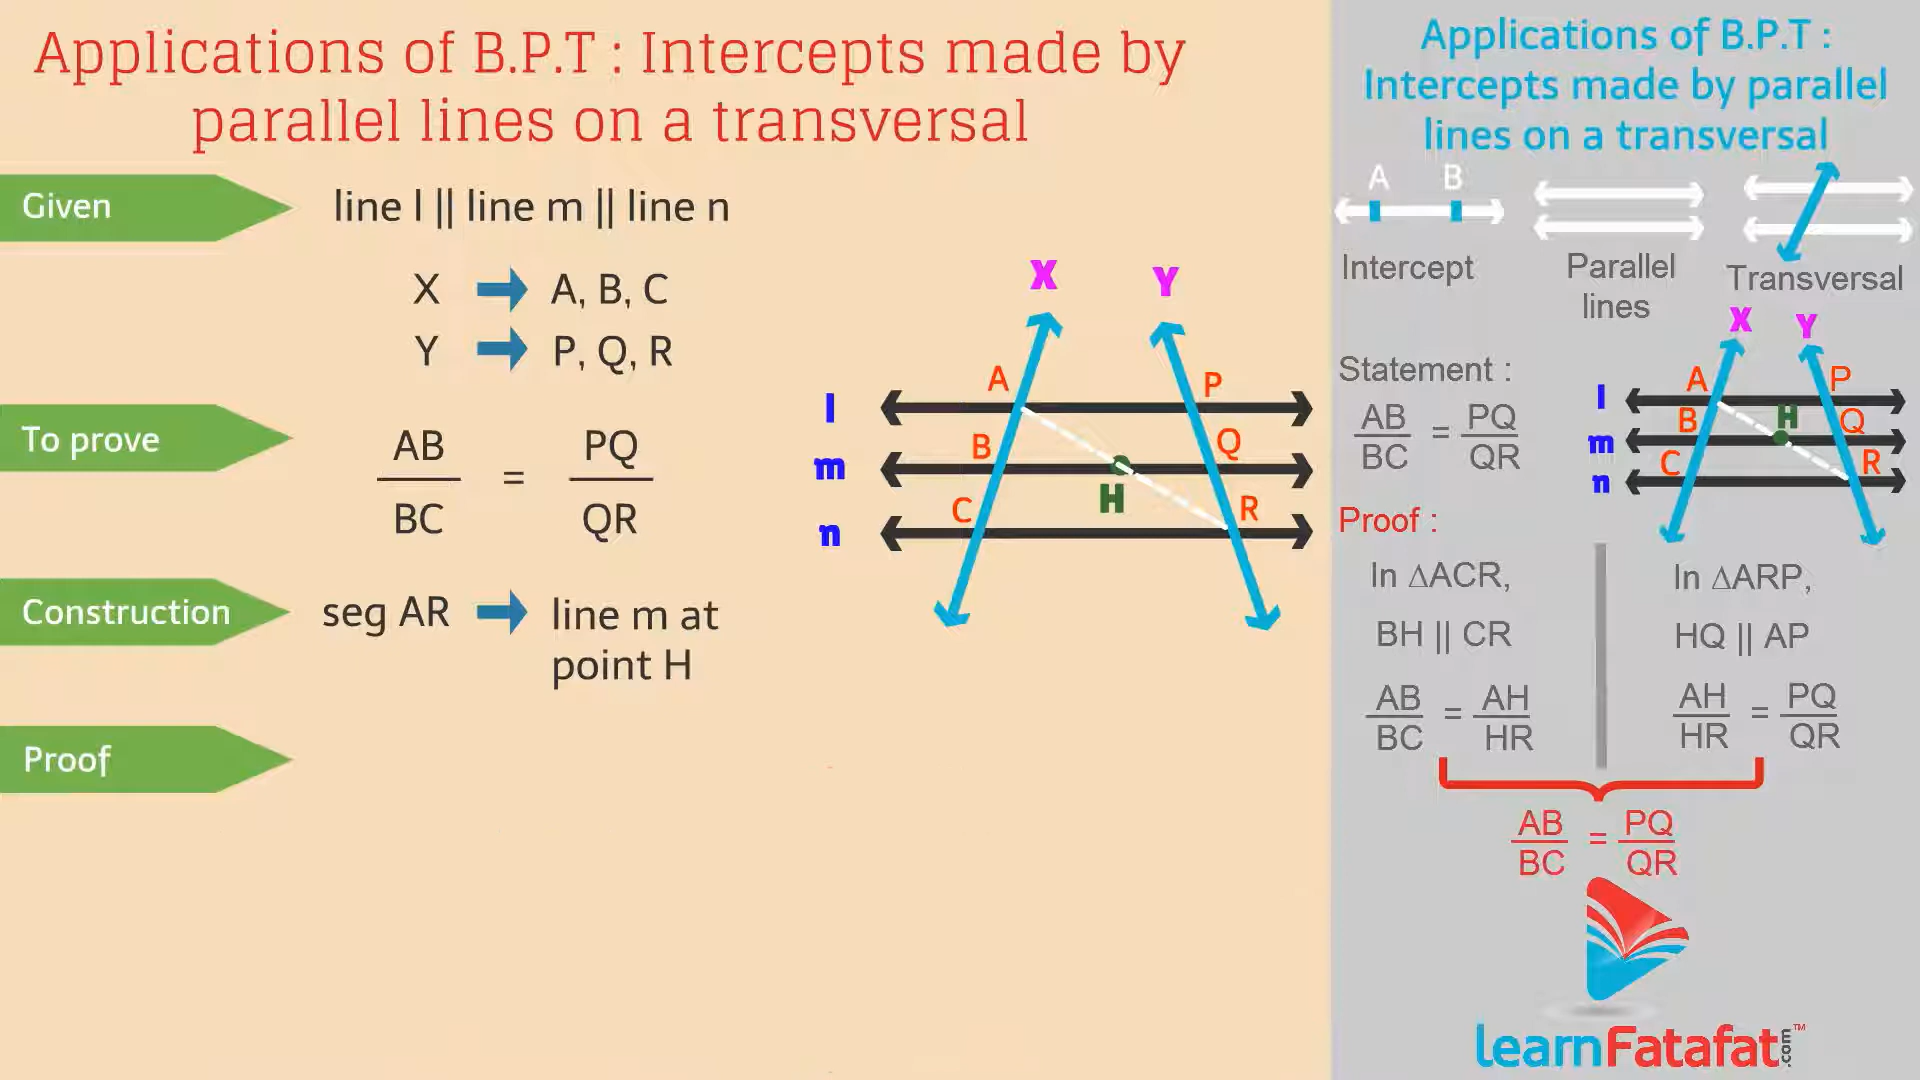 Applications of B.P.T : Intercepts made by
parallel lines on a transversal
Given
line l || line m || line n
X A, B, C
Y P, Q, R
To prove
AB = PQ
BC QR
Construction
seg AR line m at
point H
Proof
X Y
A P
l
B Q
m
H
C R
n
Applications of B.P.T :
Intercepts made by parallel
lines on a transversal
A B
Intercept
Parallel
lines
Transversal
X Y
Statement :
AB = PQ
BC QR
A P
l
B H Q
m
C R
n
Proof :
In ∆ACR,
BH || CR
AB = AH
BC HR
In ∆ARP,
HQ || AP
AH = PQ
HR QR
AB = PQ
BC QR
learnFatafat.com™